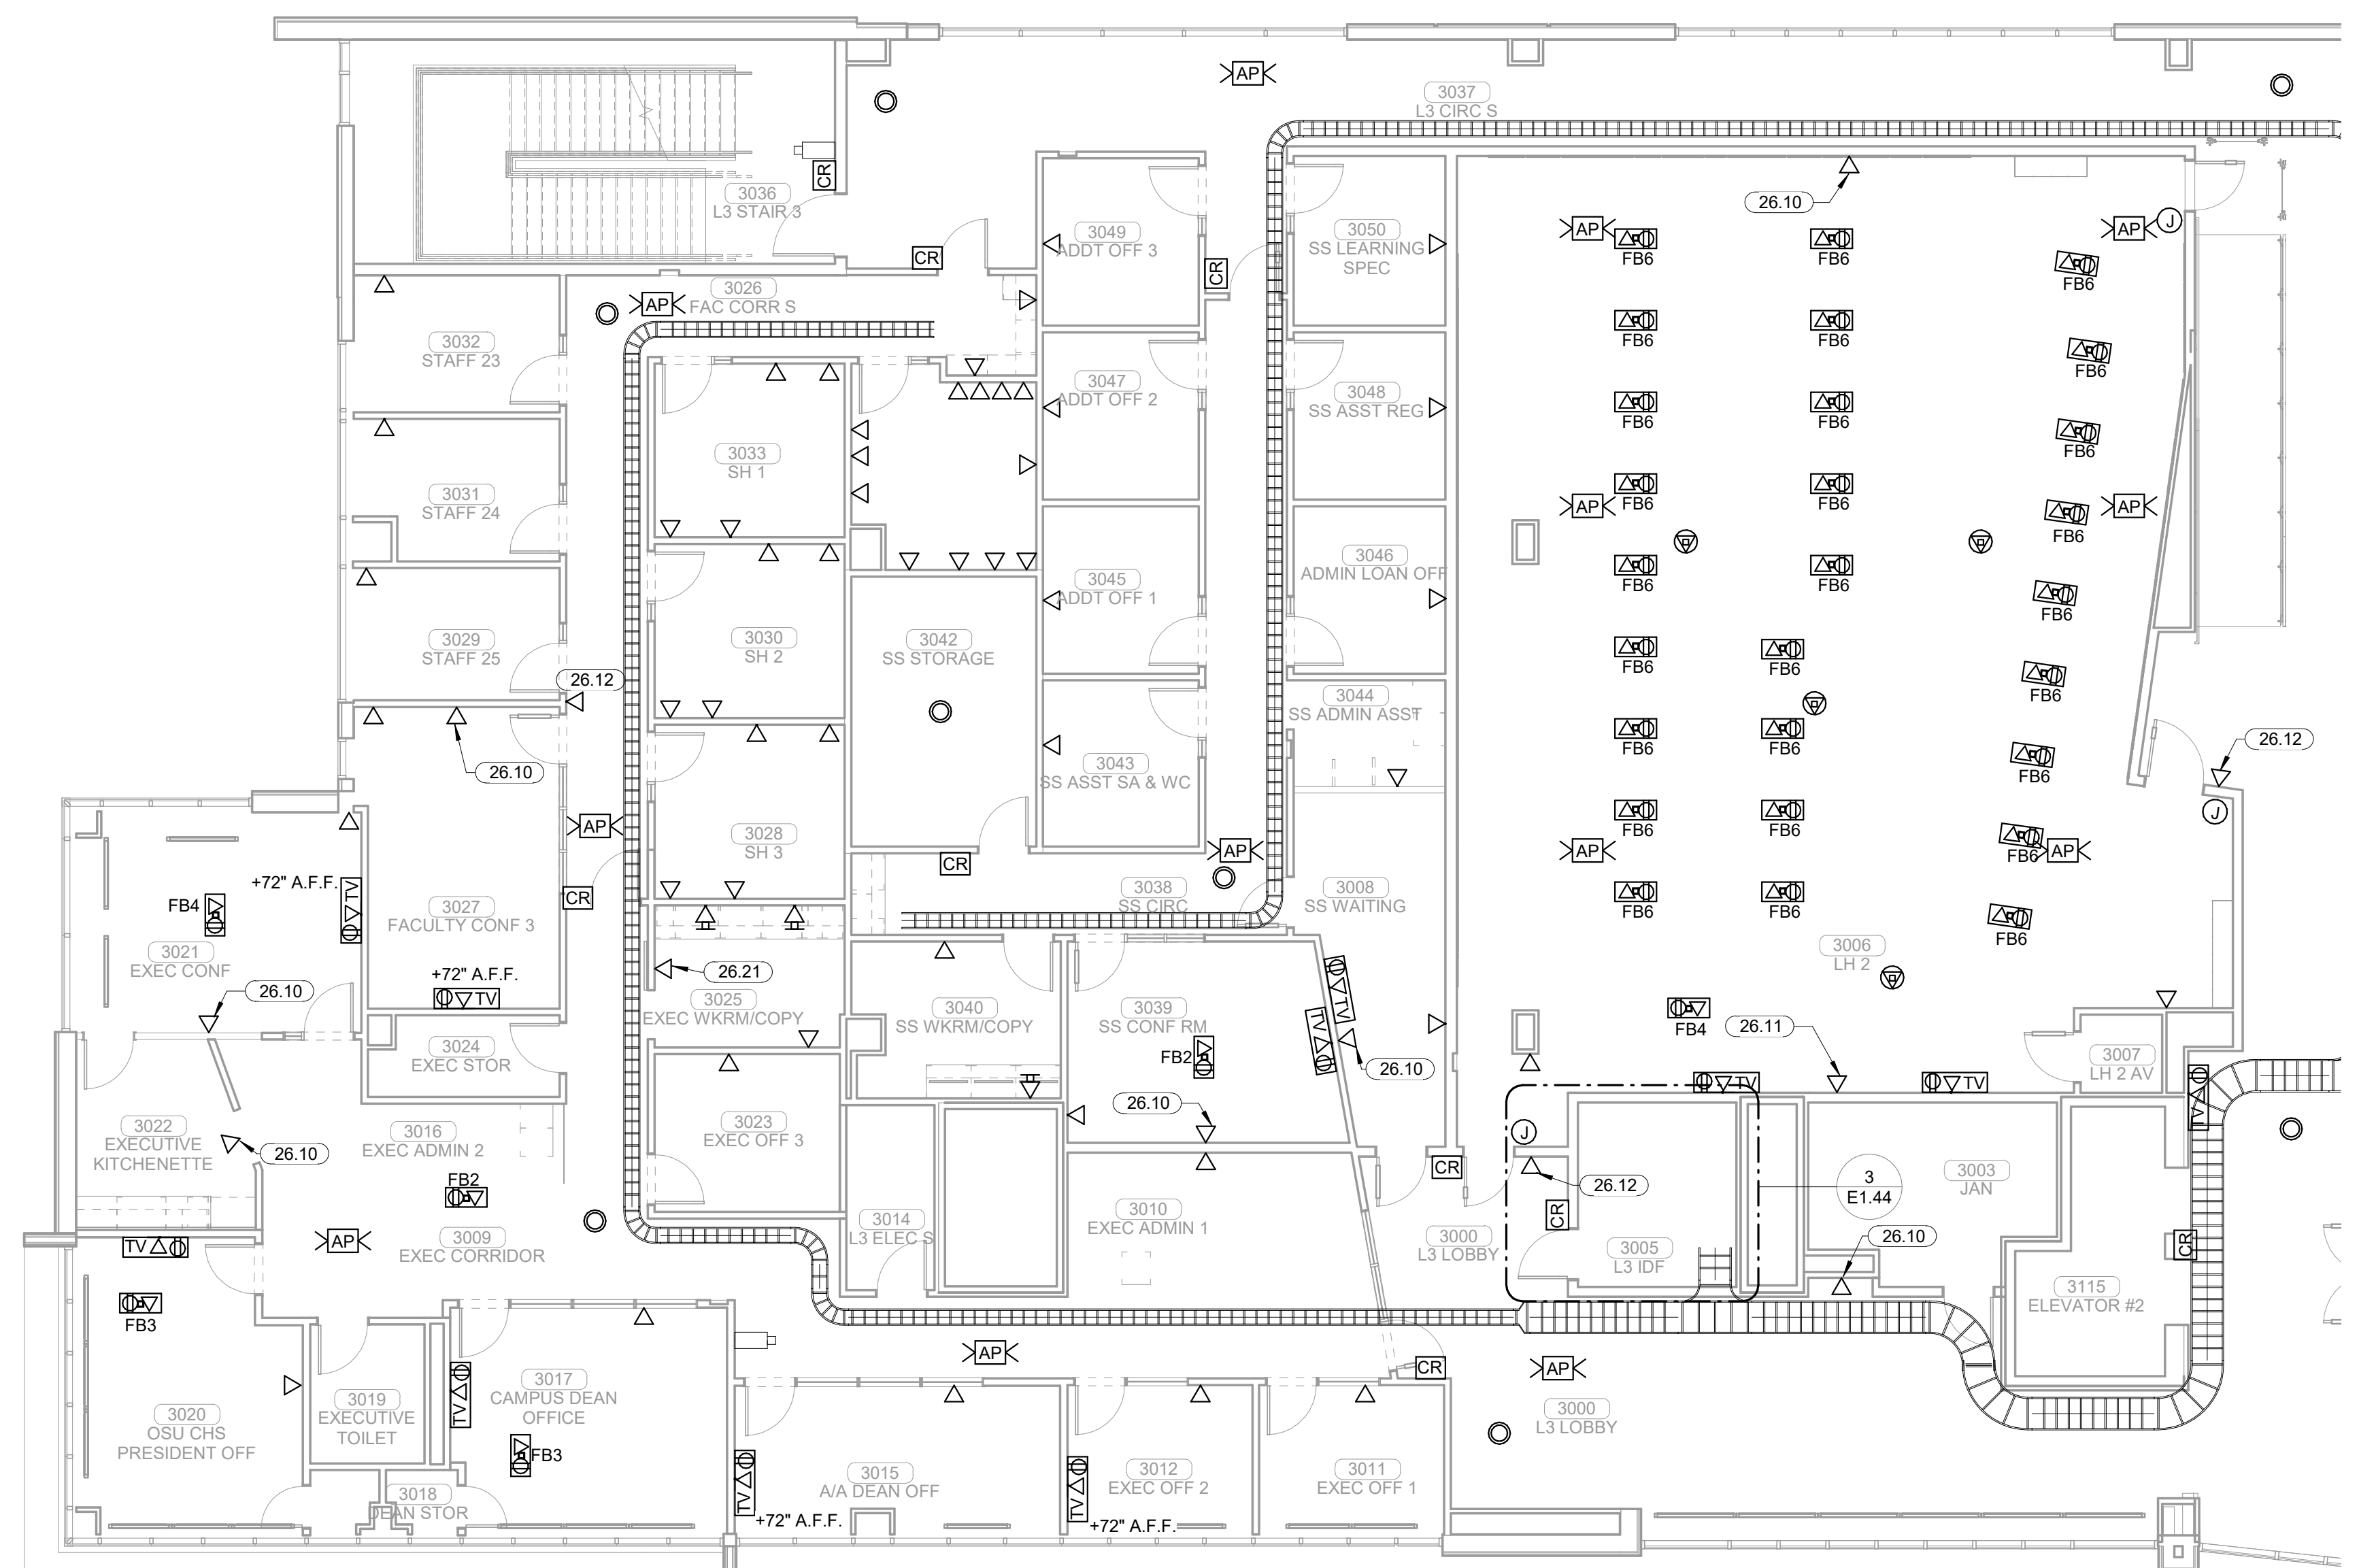 AP
3037
L3 CIRC S
CR
3036
L3 STAIR 3
26.10
3049
ADDT OFF 3
3050
SS LEARNING
SPEC
CR
CR
AP
AP
J
FB6
FB6
FB6
3026
FAC CORR S
AP
3032
STAFF 23
FB6
FB6
FB6
3047
ADDT OFF 2
3048
SS ASST REG
FB6
FB6
FB6
3033
SH 1
3031
STAFF 24
AP
FB6
FB6
FB6
AP
3046
ADMIN LOAN OFF
3045
ADDT OFF 1
FB6
FB6
FB6
3029
STAFF 25
3030
SH 2
3042
SS STORAGE
26.12
FB6
FB6
FB6
3044
SS ADMIN ASST
26.10
3043
SS ASST SA & WC
FB6
FB6
FB6
26.12
J
3028
SH 3
AP
AP
AP
FB6
FB6
FB6
AP
CR
CR
+72" A.F.F.
TV
FB4
3027
FACULTY CONF 3
3038
SS CIRC
3008
SS WAITING
FB6
FB6
FB6
3021
EXEC CONF
+72" A.F.F.
TV
26.10
26.21
3025
EXEC WKRM/COPY
3040
SS WKRM/COPY
3039
SS CONF RM
FB2
TV
TV
26.10
3006
LH 2
FB4
26.11
3024
EXEC STOR
3007
LH 2 AV
TV
TV
TV
26.10
3022
EXECUTIVE
KITCHENETTE
26.10
3016
EXEC ADMIN 2
3023
EXEC OFF 3
J
CR
26.12
3
E1.44
3003
JAN
FB2
3014
L3 ELEC S
3010
EXEC ADMIN 1
3000
L3 LOBBY
CR
3005
L3 IDF
26.10
CR
TV
AP
3009
EXEC CORRIDOR
3115
ELEVATOR #2
FB3
AP
CR
AP
3020
OSU CHS
PRESIDENT OFF
3019
EXECUTIVE
TOILET
TV
3017
CAMPUS DEAN
OFFICE
FB3
3000
L3 LOBBY
3018
DEAN STOR
TV
3015
A/A DEAN OFF
TV
3012
EXEC OFF 2
3011
EXEC OFF 1
+72" A.F.F.
+72" A.F.F.